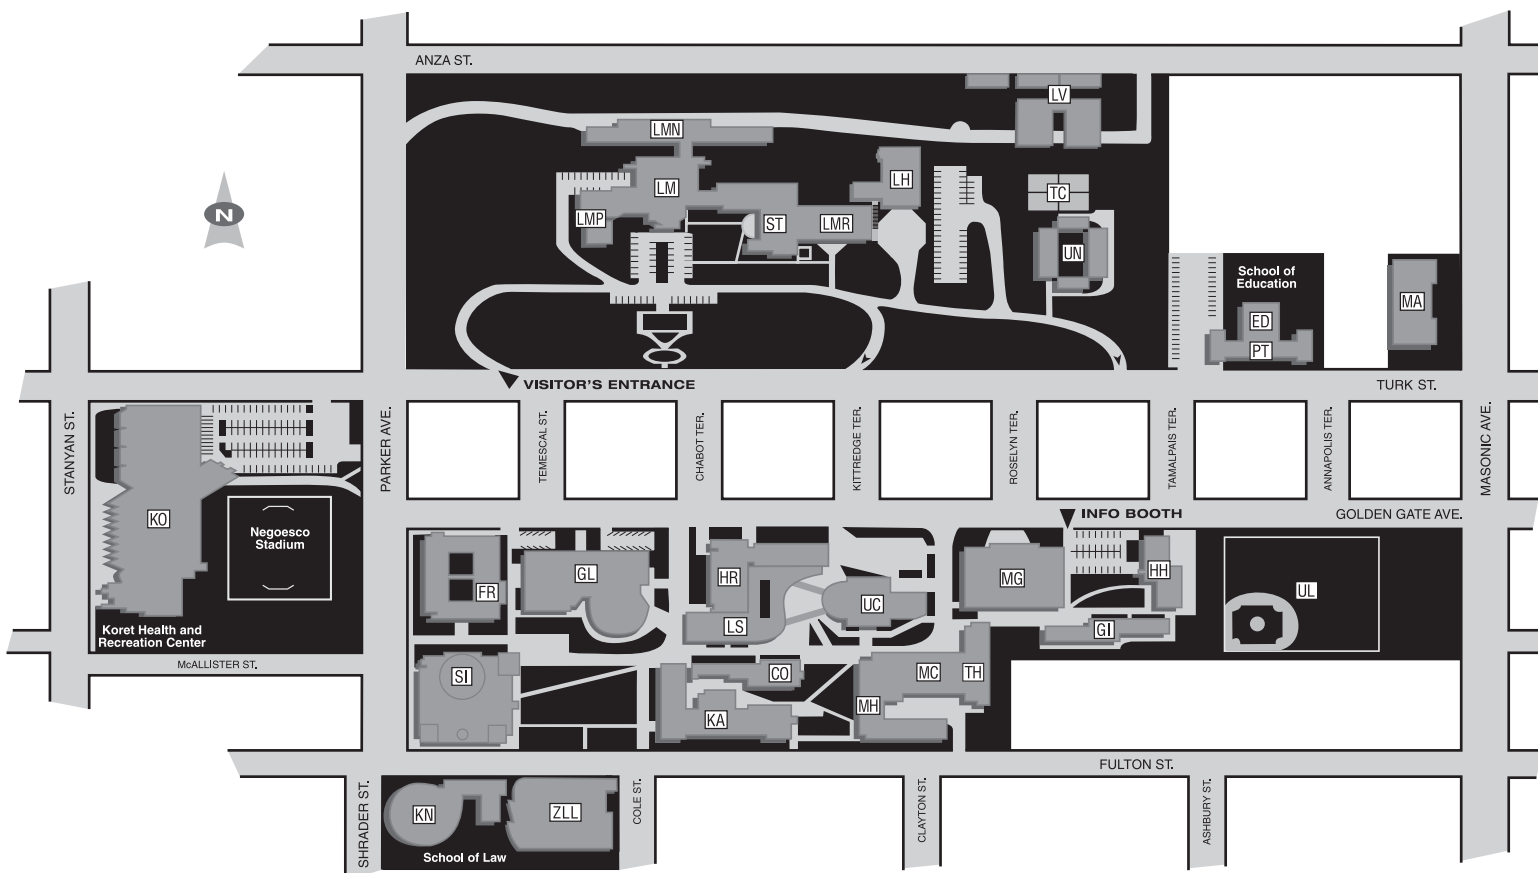 ANZA ST.
LV
LMN
LM
LH
TC
LMP
ST
LMR
N
UN
School of
Education
MA
ED
PT
VISITOR'S ENTRANCE
TURK ST.
STANYAN ST.
PARKER AVE.
TEMESCAL ST.
CHABOT TER.
KITTREDGE TER.
ROSELYN TER.
TAMALPAIS TER.
ANNAPOLIS TER.
MASONIC AVE.
INFO BOOTH
GOLDEN GATE AVE.
KO
Negoesco
Stadium
FR
GL
HR
UC
MG
HH
UL
LS
GI
Koret Health and
Recreation Center
McALLISTER ST.
SI
CO
MC
TH
KA
MH
FULTON ST.
SHRADER ST.
KN
ZLL
COLE ST.
CLAYTON ST.
ASHBURY ST.
School of Law